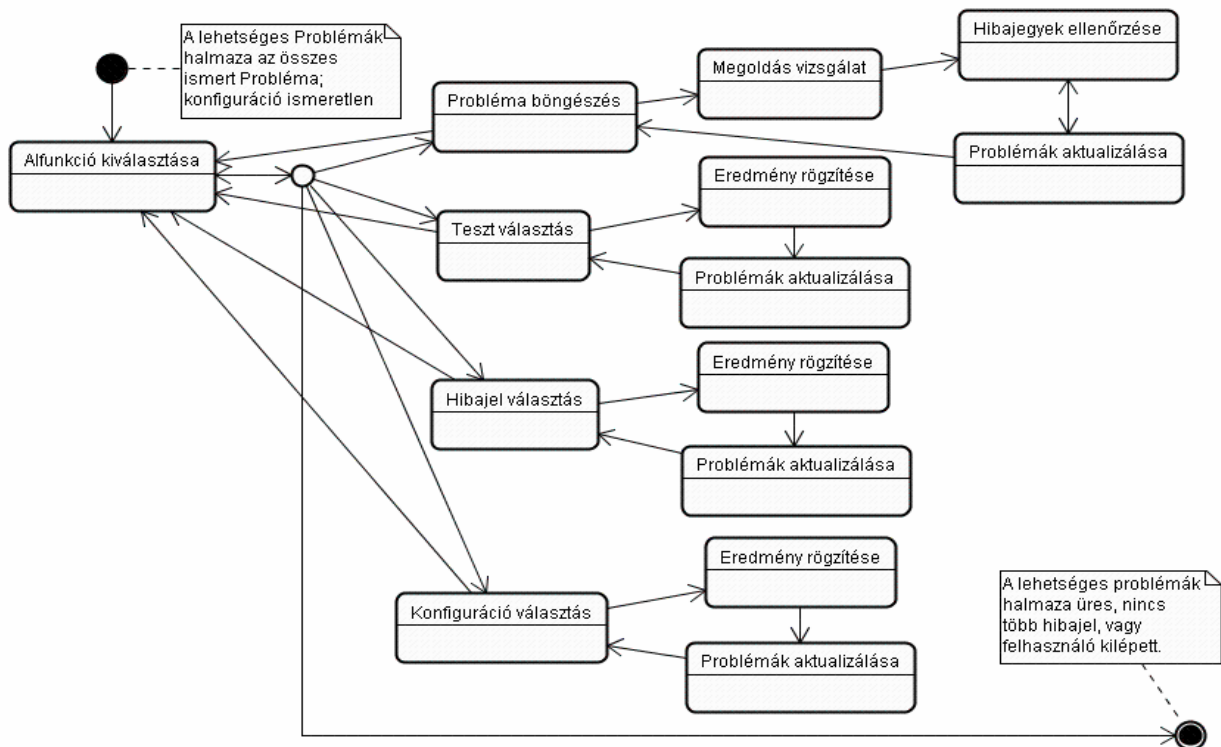 A lehetséges Problémák
halmaza az összes
ismert Probléma;
konfiguráció ismeretlen
Hibajegyek ellenőrzése
Megoldás vizsgálat
Probléma böngészés
Alfunkció kiválasztása
Problémák aktualizálása
Eredmény rögzítése
Teszt választás
Problémák aktualizálása
Eredmény rögzítése
Hibajel választás
Problémák aktualizálása
Eredmény rögzítése
Konfiguráció választás
Problémák aktualizálása
A lehetséges problémák
halmaza üres, nincs
több hibajel, vagy
felhasználó kilépett.